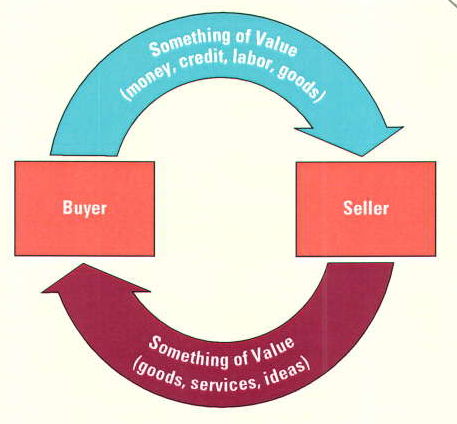 Something of Value
(money, credit, labor, goods)
Buyer
Seller
Something of Value
(goods, services, ideas)